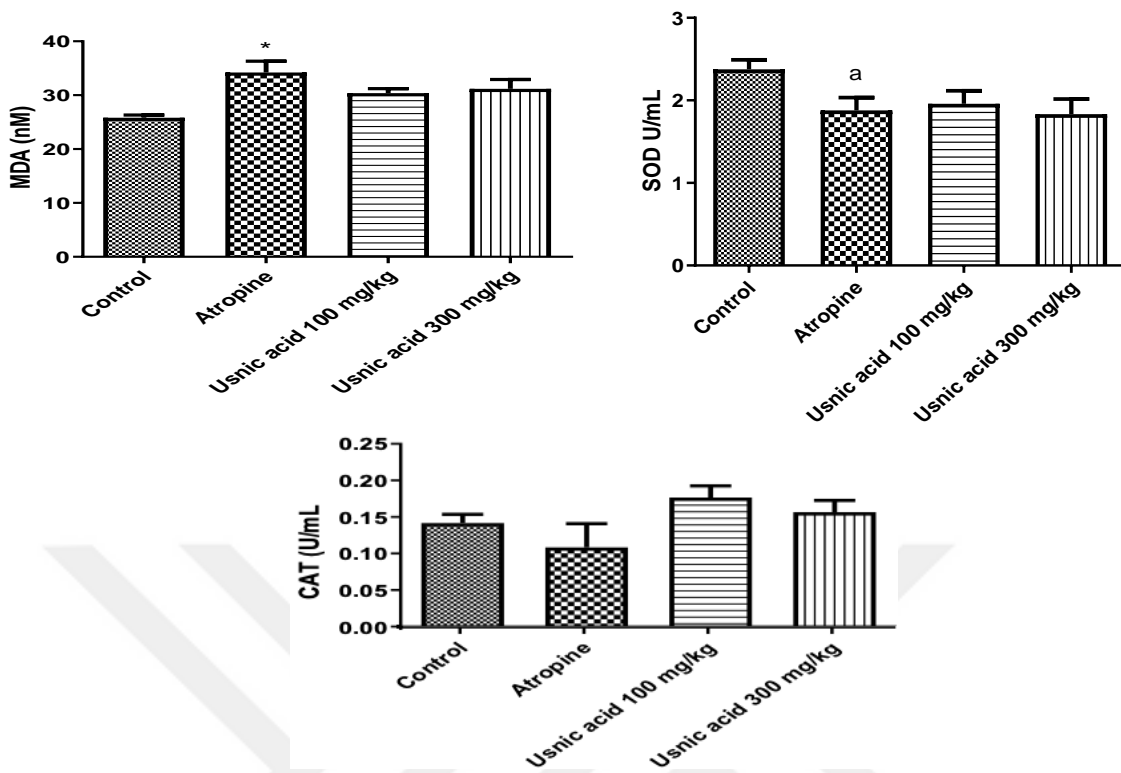 MDA (nM)
40
30
20
10
0
*
Control
Atropine
Usnic acid 100 mg/kg
Usnic acid 300 mg/kg
SOD U/mL
3
2
1
0
a
Control
Atropine
Usnic acid 100 mg/kg
Usnic acid 300 mg/kg
CAT (U/mL
0.25
0.20
0.15
0.10
0.05
0.00
Control
Atropine
Usnic acid 100 mg/kg
Usnic acid 300 mg/kg